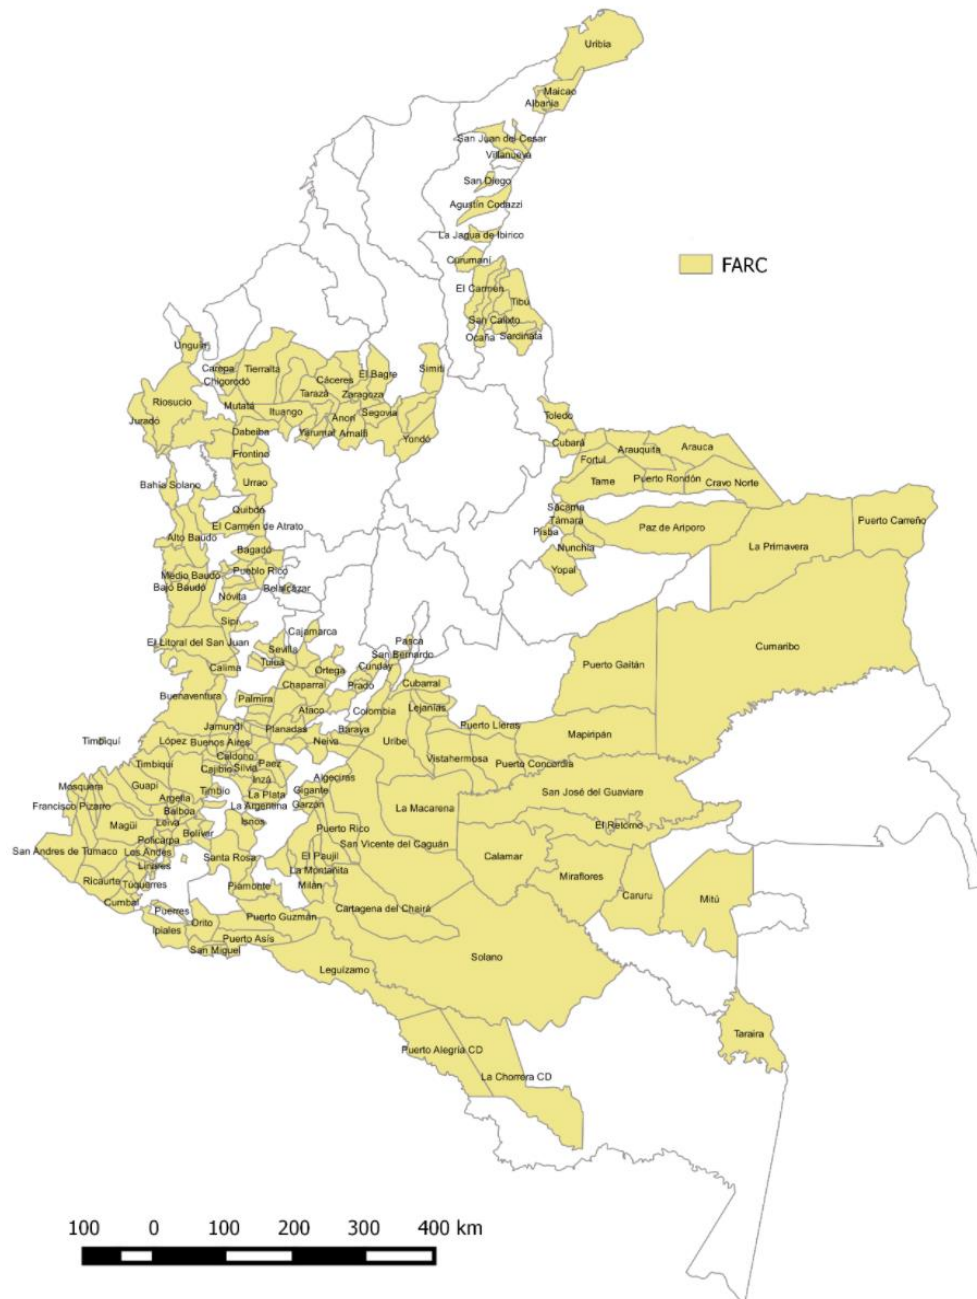 Uribia
Maicao
Albania
San Juan del Cesar
Villanueva
San Diego
Agustín Codazzi
La Jagua de Ibirico
Curumaní
FARC
El Carmen
Tibú
San Calixto
Ocaña
Sardinata
Unguía
Carepa
Chigorodó
Tierralta
Cáceres
El Bagre
Simití
Tarazá
Zaragoza
Riosucio
Mutatá
Ituango
Anorí
Segovia
Juradó
Toledo
Dabeiba
Yarumal
Amalfi
Yondó
Cubará
Arauquita
Arauca
Frontino
Fortul
Tame
Puerto Rondón
Cravo Norte
Bahía Solano
Urrao
Quibdó
Sácama
El Carmen de Atrato
Támara
Paz de Ariporo
Puerto Carreño
Alto Baudó
Pisba
Bagadó
Nunchía
La Primavera
Pueblo Rico
Yopal
Medio Baudó
Bajo Baudó
Belalcázar
Nóvita
Sipí
Cajamarca
El Litoral del San Juan
Pasca
Sevilla
San Bernardo
Cumaribo
Tuluá
Calima
Ortega
Cunday
Puerto Gaitán
Chaparral
Prado
Cubarral
Buenaventura
Palmira
Lejanías
Ataco
Colombia
Jamundí
Planadas
Baraya
Puerto Lleras
Timbiquí
López
Buenos Aires
Neiva
Uribe
Mapiripán
Caldono
Vistahermosa
Puerto Concordia
Timbiquí
Cajibío
Silvia
Paez
Inzá
Algeciras
Mosquera
Guapi
La Plata
Gigante
San José del Guaviare
Timbío
Argelia
La Argentina
Garzón
La Macarena
Francisco Pizarro
Balboa
Leiva
Isnos
El Retorno
Magüí
Bolívar
Puerto Rico
Policarpa
San Vicente del Caguán
San Andres de Tumaco
Los Andes
Santa Rosa
El Paujil
Calamar
Linares
La Montañita
Miraflores
Ricaurte
Túquerres
Piamonte
Milán
Caruru
Mitú
Cumbal
Puerres
Cartagena del Chairá
Orito
Puerto Guzmán
Ipiales
Puerto Asís
San Miguel
Solano
Leguízamo
Taraira
Puerto Alegría CD
La Chorrera CD
100 0 100 200 300 400 km